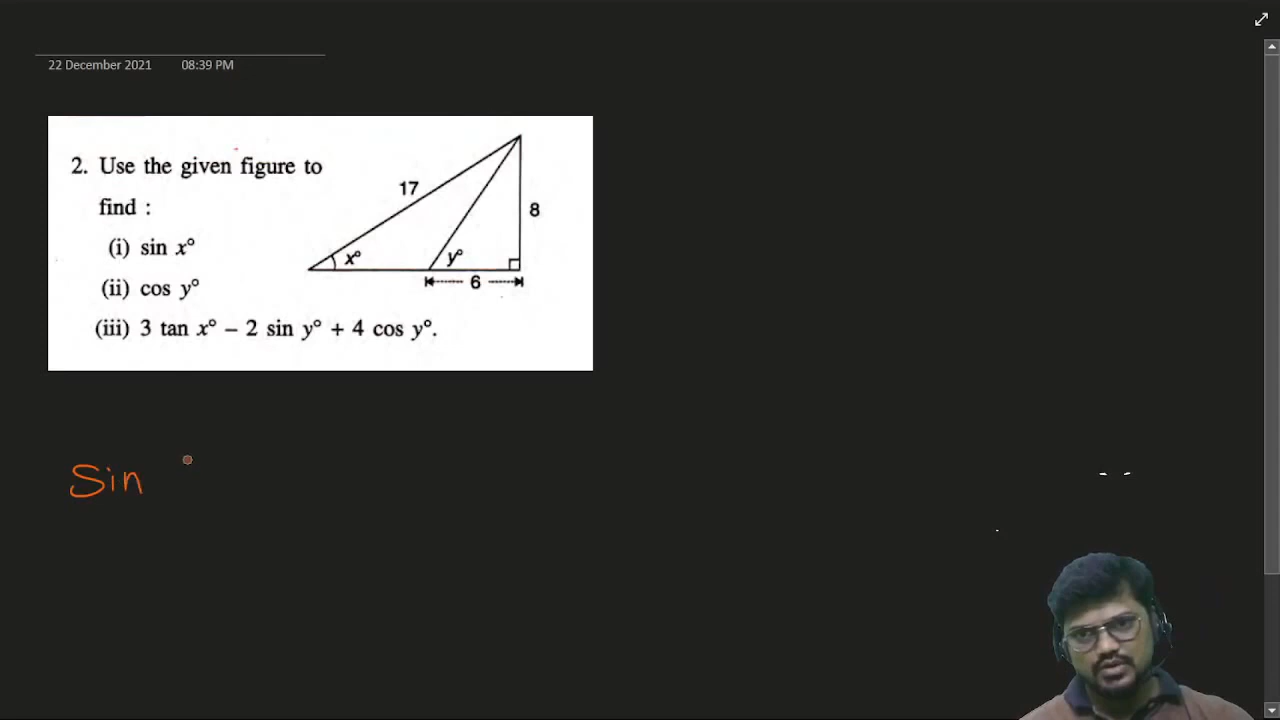 22 December 2021 08:39 PM
2. Use the given figure to
find :
(i) sin x°
(ii) cos y°
(iii) 3 tan x° – 2 sin y° + 4 cos y°.
17
8
x°
y°
6
Sin